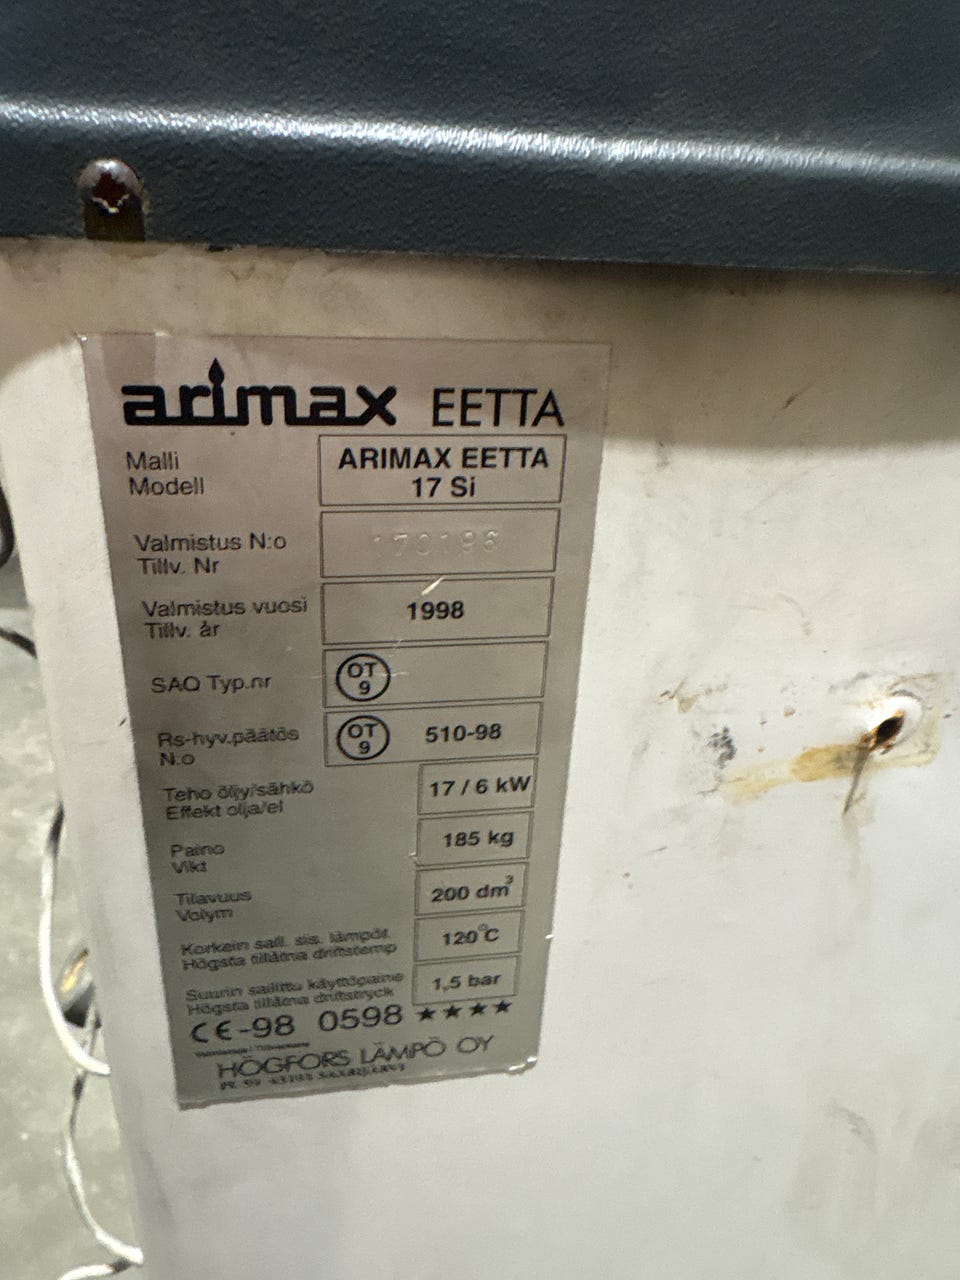 arimax EETTA
Malli
Modell
ARIMAX EETTA
17 Si
Valmistus N:o
Tillv. Nr
Valmistus vuosi
Tillv. år
1998
SAQ Typ.nr
OT
9
Rs-hyv.päätös
N:o
OT
9
510-98
Teho öljy/sähkö
Effekt olja/el
17 / 6 kW
Paino
Vikt
185 kg
Tilavuus
Volym
200 dm³
Korkein sall. sis. lämpöt.
Högsta tillåtna driftstemp
120°C
Suurin sallittu käyttöpaine
Högsta tillåtna driftstryck
1,5 bar
CE-98 0598 ★★★★
HÖGFORS LÄMPÖ OY